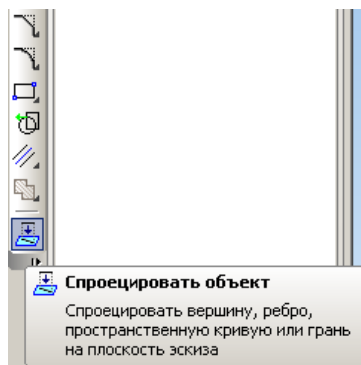 Спроецировать объект
Спроецировать вершину, ребро,
пространственную кривую или грань
на плоскость эскиза